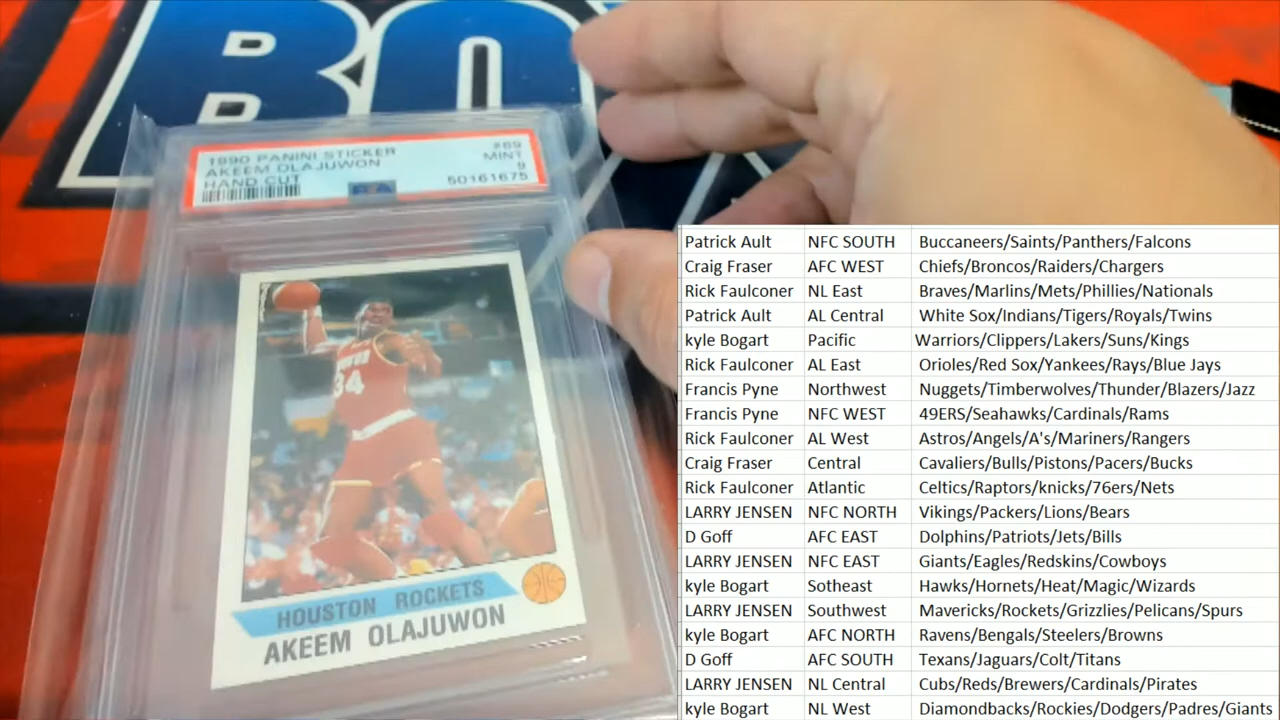 BO
1990 PANINI STICKER #69
AKEEM OLAJUWON MINT
HAND CUT 9
PSA 50161675
34
HOUSTON ROCKETS
AKEEM OLAJUWON
Patrick Ault NFC SOUTH Buccaneers/Saints/Panthers/Falcons
Craig Fraser AFC WEST Chiefs/Broncos/Raiders/Chargers
Rick Faulconer NL East Braves/Marlins/Mets/Phillies/Nationals
Patrick Ault AL Central White Sox/Indians/Tigers/Royals/Twins
kyle Bogart Pacific Warriors/Clippers/Lakers/Suns/Kings
Rick Faulconer AL East Orioles/Red Sox/Yankees/Rays/Blue Jays
Francis Pyne Northwest Nuggets/Timberwolves/Thunder/Blazers/Jazz
Francis Pyne NFC WEST 49ERS/Seahawks/Cardinals/Rams
Rick Faulconer AL West Astros/Angels/A's/Mariners/Rangers
Craig Fraser Central Cavaliers/Bulls/Pistons/Pacers/Bucks
Rick Faulconer Atlantic Celtics/Raptors/knicks/76ers/Nets
LARRY JENSEN NFC NORTH Vikings/Packers/Lions/Bears
D Goff AFC EAST Dolphins/Patriots/Jets/Bills
LARRY JENSEN NFC EAST Giants/Eagles/Redskins/Cowboys
kyle Bogart Sotheast Hawks/Hornets/Heat/Magic/Wizards
LARRY JENSEN Southwest Mavericks/Rockets/Grizzlies/Pelicans/Spurs
kyle Bogart AFC NORTH Ravens/Bengals/Steelers/Browns
D Goff AFC SOUTH Texans/Jaguars/Colt/Titans
LARRY JENSEN NL Central Cubs/Reds/Brewers/Cardinals/Pirates
kyle Bogart NL West Diamondbacks/Rockies/Dodgers/Padres/Giants